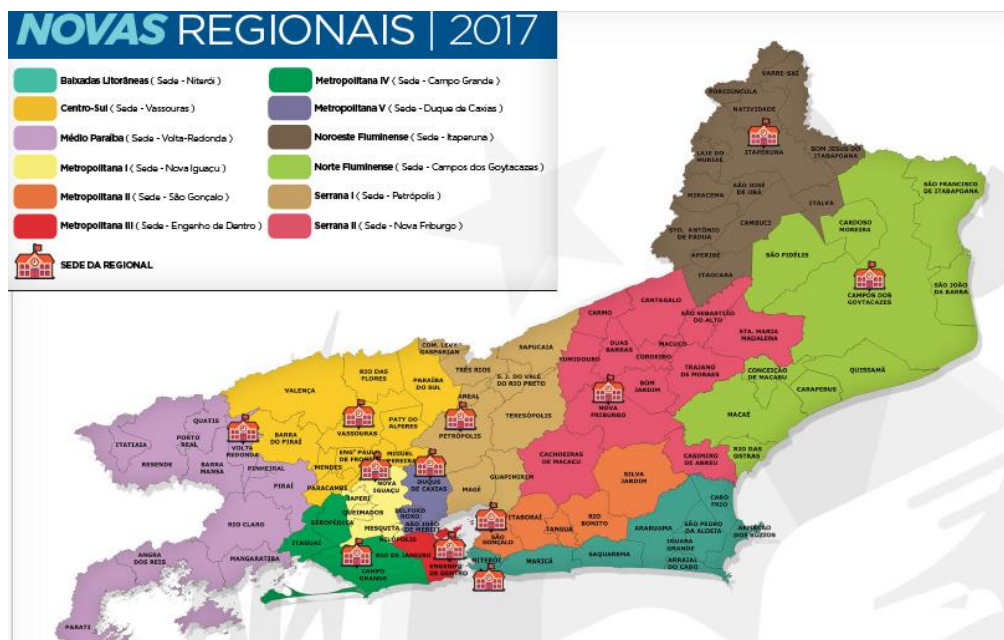 NOVAS REGIONAIS | 2017
Baixadas Litorâneas ( Sede - Niterói )
Centro-Sul ( Sede - Vassouras )
Médio Paraíba ( Sede - Volta-Redonda )
Metropolitana I ( Sede - Nova Iguaçu )
Metropolitana II ( Sede - São Gonçalo )
Metropolitana III ( Sede - Engenho de Dentro )
Metropolitana IV ( Sede - Campo Grande )
Metropolitana V ( Sede - Duque de Caxias )
Noroeste Fluminense ( Sede - Itaperuna )
Norte Fluminense ( Sede - Campos dos Goytacazes )
Serrana I ( Sede - Petrópolis )
Serrana II ( Sede - Nova Friburgo )
SEDE DA REGIONAL
VARRE-SAI
PORCIÚNCULA
NATIVIDADE
ITAPERUNA
LAJE DO
MURIAÉ
BOM JESUS DO
ITABAPOANA
MIRACEMA
SÃO JOSÉ
DE UBÁ
ITALVA
SÃO FRANCISCO
DE ITABAPOANA
STO. ANTÔNIO
DE PÁDUA
CAMBUCI
CARDOSO
MOREIRA
APERIBÉ
SÃO FIDÉLIS
ITAOCARA
CAMPOS DOS
GOYTACAZES
SÃO JOÃO
DA BARRA
CANTAGALO
CARMO
SÃO SEBASTIÃO
DO ALTO
STA. MARIA
MADALENA
COM. LEVY
GASPARIAN
SAPUCAIA
SUMIDOURO
DUAS
BARRAS
MACUCO
CORDEIRO
TRÊS RIOS
TRAJANO
DE MORAES
CONCEIÇÃO
DE MACABU
QUISSAMÃ
CARAPEBUS
RIO DAS
FLORES
VALENÇA
PARAÍBA
DO SUL
S. J. DO VALE
DO RIO PRETO
AREAL
BOM
JARDIM
NOVA
FRIBURGO
TERESÓPOLIS
MACAÉ
QUATIS
PATY DO
ALFERES
VASSOURAS
PETRÓPOLIS
ITATIAIA
PORTO
REAL
VOLTA
REDONDA
BARRA
DO PIRAÍ
RIO DAS
OSTRAS
RESENDE
BARRA
MANSA
PINHEIRAL
MENDES
ENGº PAULO
DE FRONTIN
MIGUEL
PEREIRA
CACHOEIRAS
DE MACACU
CASIMIRO
DE ABREU
PIRAÍ
PARACAMBI
NOVA
IGUAÇU
DUQUE
DE CAXIAS
GUAPIMIRIM
MAGÉ
SILVA
JARDIM
JAPERI
CABO
FRIO
RIO CLARO
SEROPÉDICA
QUEIMADOS
BELFORD
ROXO
SÃO JOÃO
DE MERITI
MESQUITA
ITABORAÍ
TANGUÁ
RIO
BONITO
ARARUAMA
SÃO PEDRO
DA ALDEIA
ARMAÇÃO
DOS BÚZIOS
NILÓPOLIS
SÃO
GONÇALO
ITAGUAÍ
RIO DE JANEIRO
IGUABA
GRANDE
ANGRA
DOS REIS
MANGARATIBA
CAMPO
GRANDE
ENGENHO
DE DENTRO
NITERÓI
MARICÁ
SAQUAREMA
ARRAIAL
DO CABO
PARATI